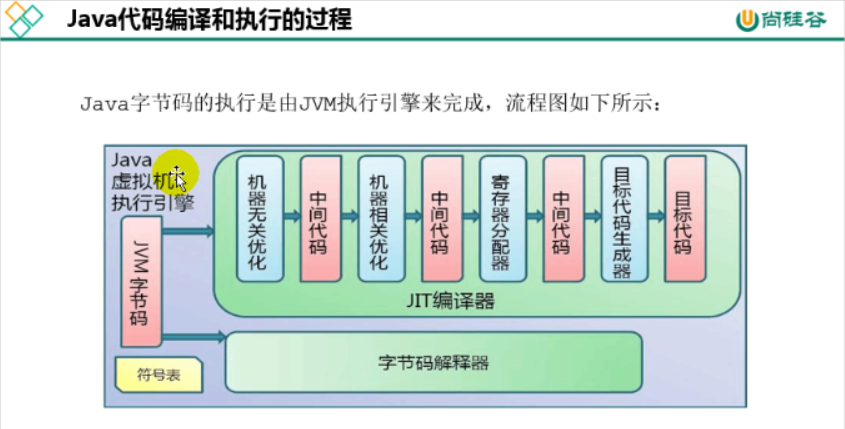 Java代码编译和执行的过程
尚硅谷
Java字节码的执行是由JVM执行引擎来完成，流程图如下所示：
Java
虚拟机
执行引擎
JVM字节码
符号表
机器无关优化
中间代码
机器相关优化
中间代码
寄存器分配器
中间代码
目标代码生成器
目标代码
JIT编译器
字节码解释器